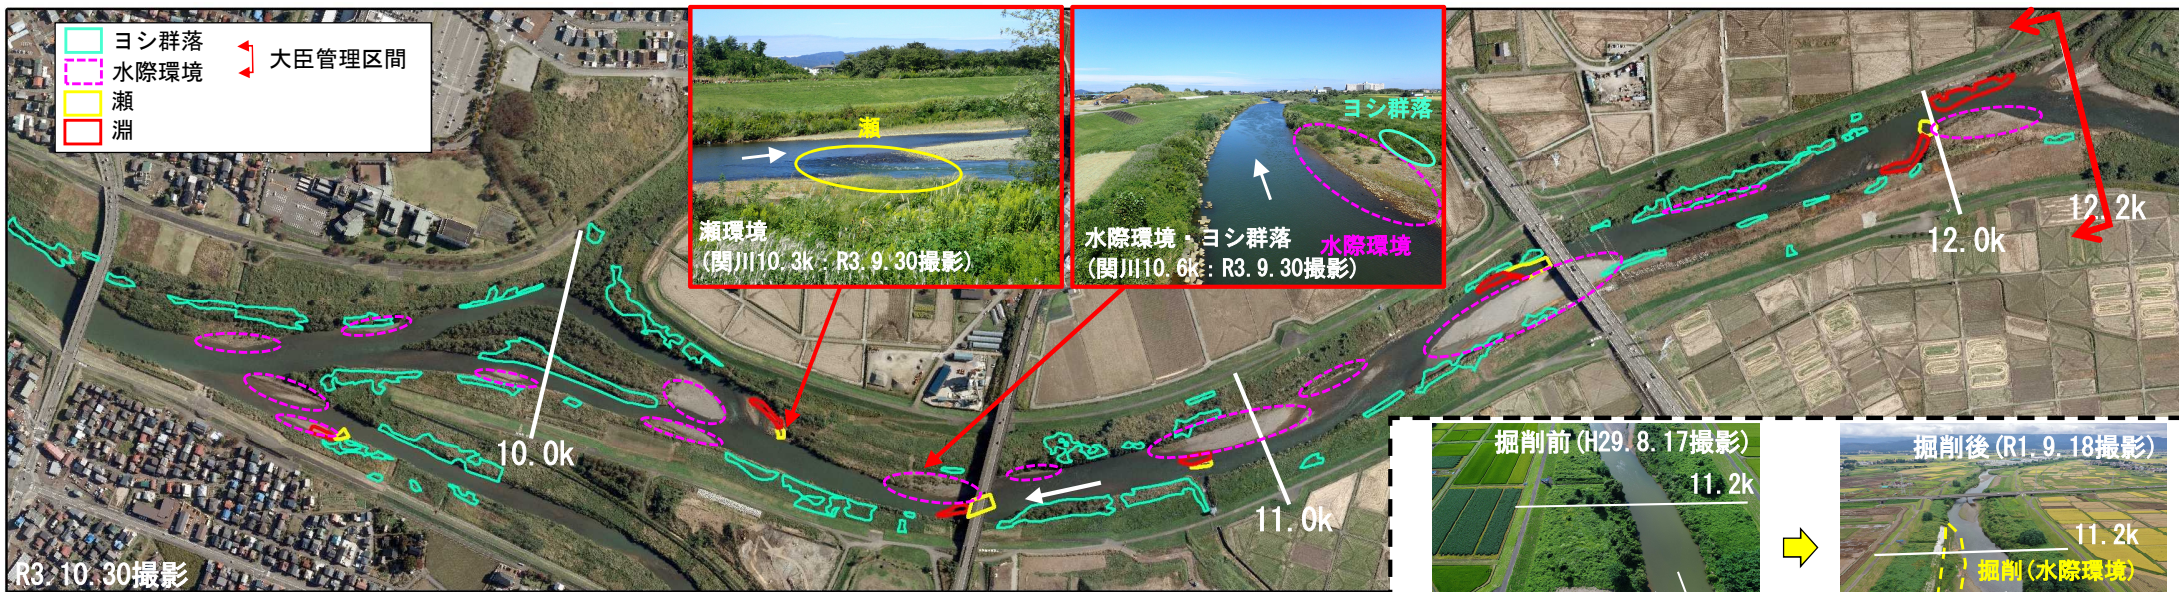 ヨシ群落
水際環境
瀬
淵
大臣管理区間
瀬
瀬環境
(関川10.3k：R3.9.30撮影)
ヨシ群落
水際環境・ヨシ群落
水際環境
(関川10.6k：R3.9.30撮影)
12.2k
12.0k
10.0k
11.0k
R3.10.30撮影
掘削前(H29.8.17撮影)
11.2k
掘削後(R1.9.18撮影)
11.2k
掘削(水際環境)